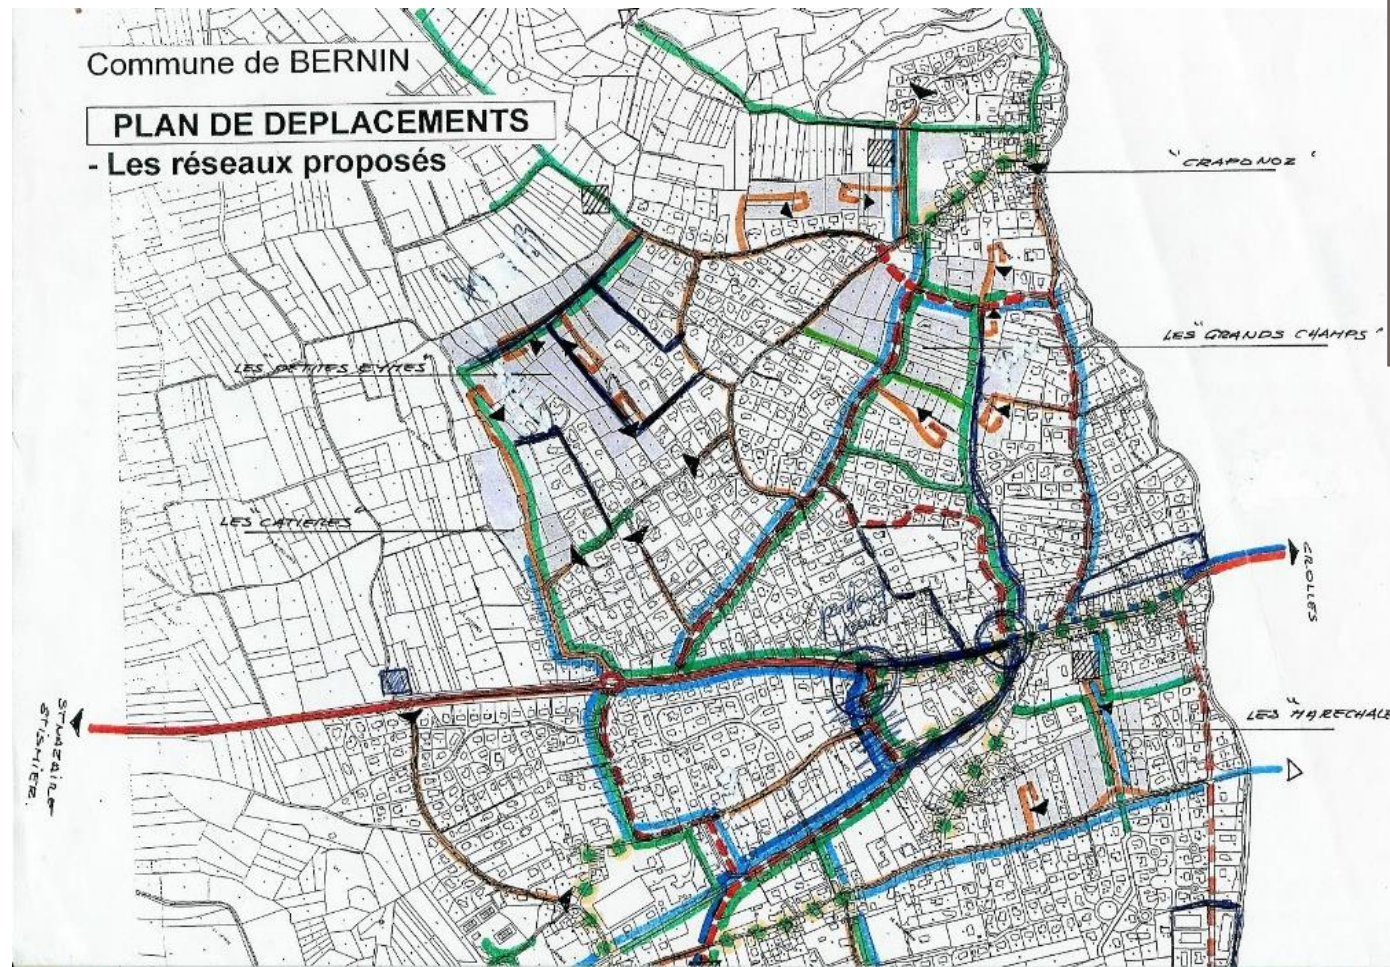 Commune de BERNIN
PLAN DE DEPLACEMENTS
- Les réseaux proposés
"CRAPONOZ"
LES "GRANDS CHAMPS"
LES "PETITES EYMES"
LES "CATIERES"
CROLLES
LES "MARECHALE
ST NAZAIRE
ST ISMIER.